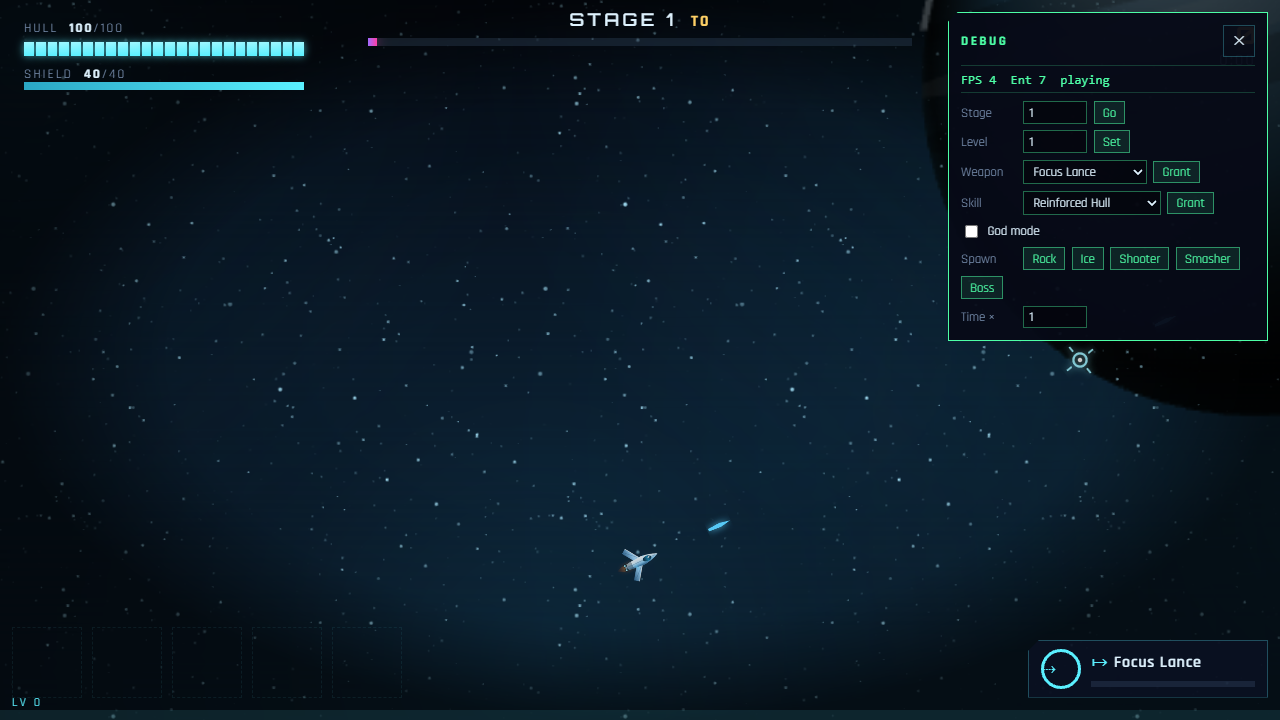 HULL 100/100
SHIELD 40/40
STAGE 1 T0
DEBUG
FPS 4 Ent 7 playing
Stage 1 Go
Level 1 Set
Weapon Focus Lance Grant
Skill Reinforced Hull Grant
God mode
Spawn Rock Ice Shooter Smasher
Boss
Time × 1
Focus Lance
LV 0